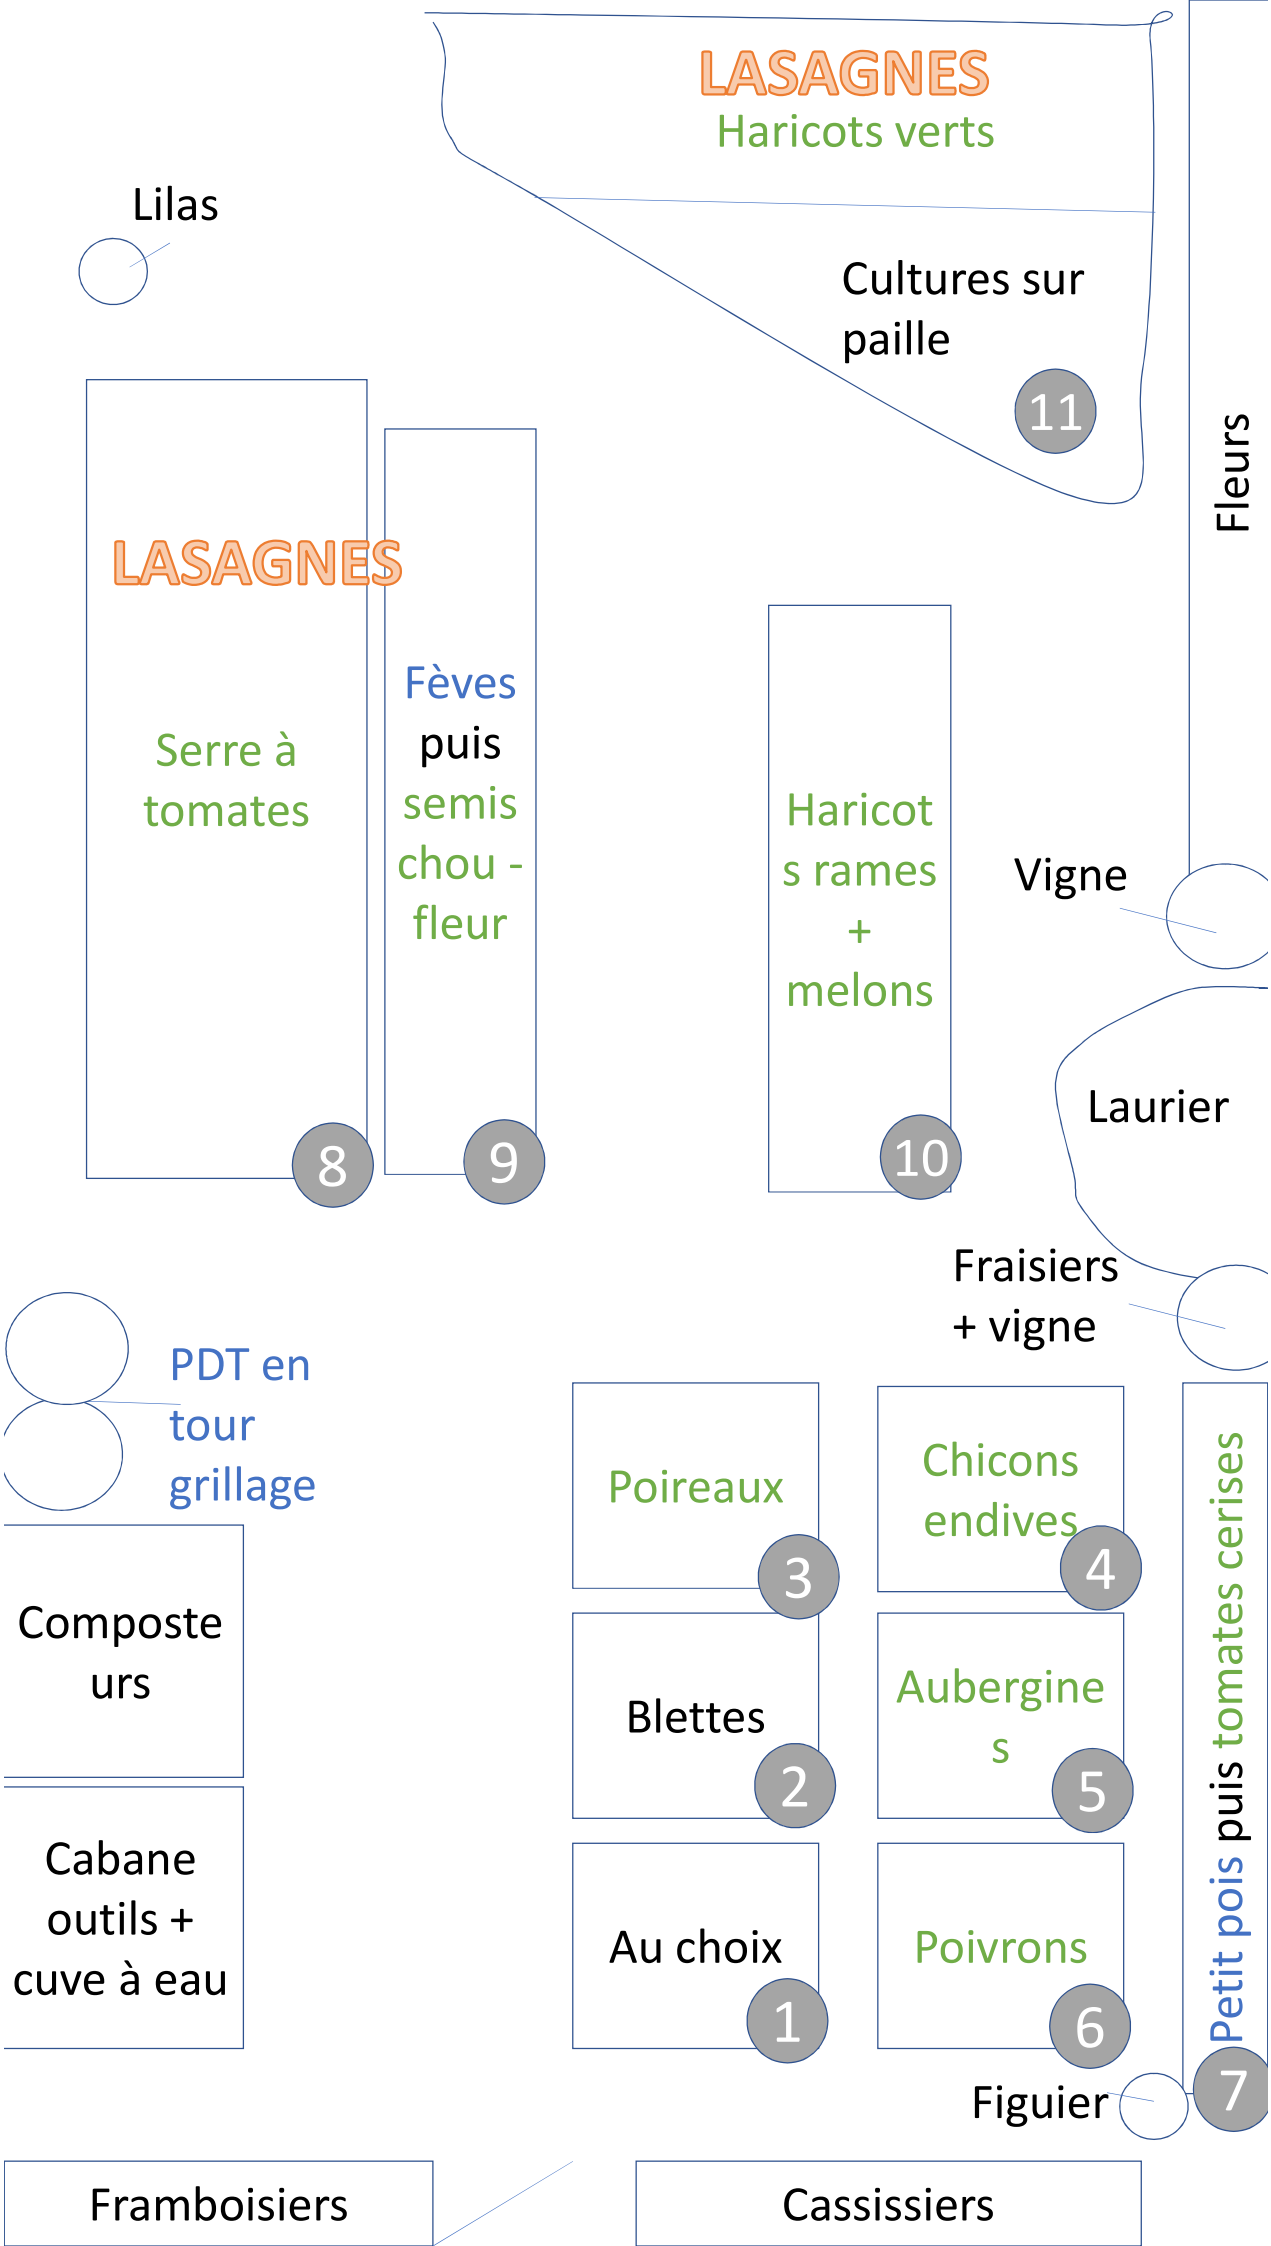 LASAGNES
Haricots verts
Lilas
Cultures sur
paille
11
Fleurs
LASAGNES
Serre à
tomates
8
Fèves
puis
semis
chou -
fleur
9
Haricot
s rames
+
melons
10
Vigne
Laurier
Fraisiers
+ vigne
PDT en
tour
grillage
Poireaux
3
Chicons
endives
4
Composte
urs
Blettes
2
Aubergine
s
5
Petit pois puis tomates cerises
7
Cabane
outils +
cuve à eau
Au choix
1
Poivrons
6
Figuier
Framboisiers
Cassissiers